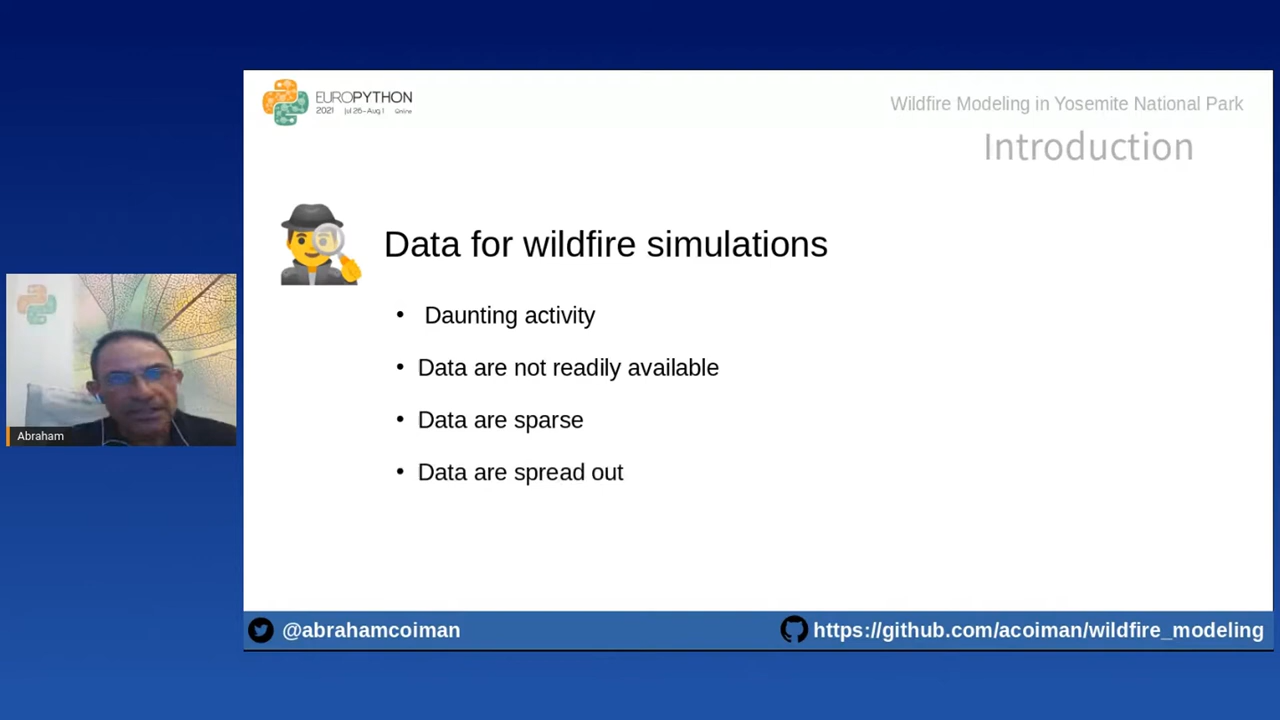 EUROPYTHON
2021 Jul 26-Aug 1 Online
Wildfire Modeling in Yosemite National Park
Introduction
Data for wildfire simulations
• Daunting activity
• Data are not readily available
• Data are sparse
• Data are spread out
Abraham
@abrahamcoiman
https://github.com/acoiman/wildfire_modeling